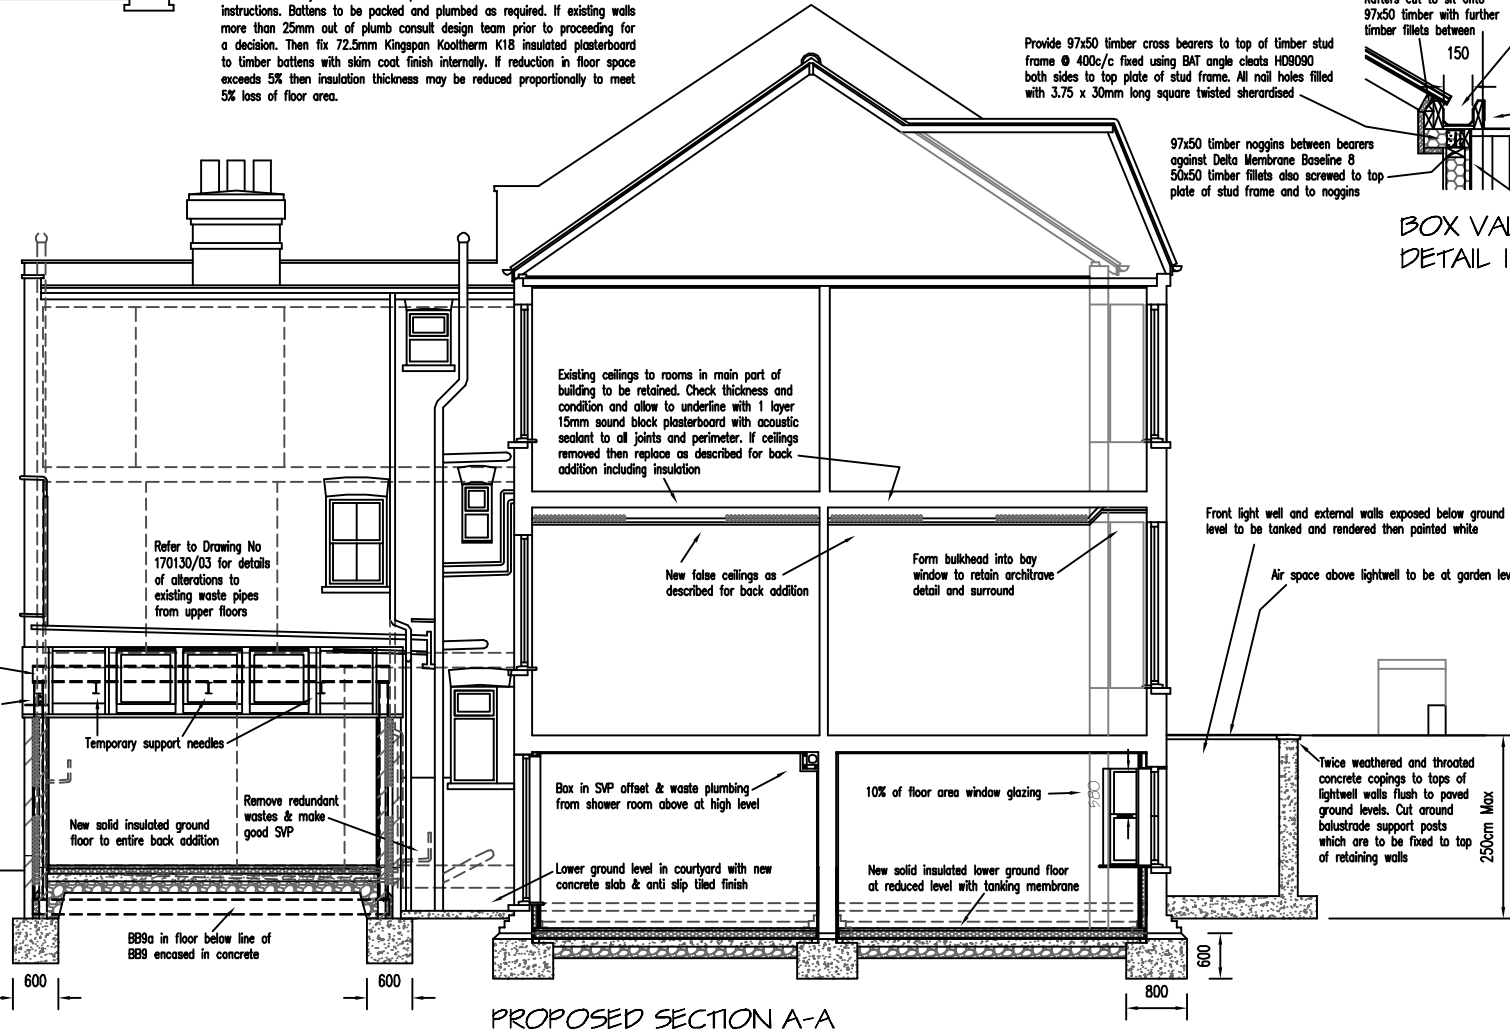 instructions. Battens to be packed and plumbed as required. If existing walls
more than 25mm out of plumb consult design team prior to proceeding for
a decision. Then fix 72.5mm Kingspan Kooltherm K18 insulated plasterboard
to timber battens with skim coat finish internally. If reduction in floor space
exceeds 5% then insulation thickness may be reduced proportionally to meet
5% loss of floor area.
Provide 97x50 timber cross bearers to top of timber stud
frame @ 400c/c fixed using BAT angle cleats HD9090
both sides to top plate of stud frame. All nail holes filled
with 3.75 x 30mm long square twisted sherardised
Rafters cut to sit onto
97x50 timber with further
timber fillets between
150
97x50 timber noggins between bearers
against Delta Membrane Baseline 8
50x50 timber fillets also screwed to top
plate of stud frame and to noggins
BOX VAL
DETAIL 1
Existing ceilings to rooms in main part of
building to be retained. Check thickness and
condition and allow to underline with 1 layer
15mm sound block plasterboard with acoustic
sealant to all joints and perimeter. If ceilings
removed then replace as described for back
addition including insulation
Refer to Drawing No
170130/03 for details
of alterations to
existing waste pipes
from upper floors
New false ceilings as
described for back addition
Form bulkhead into bay
window to retain architrave
detail and surround
Front light well and external walls exposed below ground
level to be tanked and rendered then painted white
Air space above lightwell to be at garden lev
Temporary support needles
New solid insulated ground
floor to entire back addition
Remove redundant
wastes & make
good SVP
Box in SVP offset & waste plumbing
from shower room above at high level
10% of floor area window glazing
580
Twice weathered and throated
concrete copings to tops of
lightwell walls flush to paved
ground levels. Cut around
balustrade support posts
which are to be fixed to top
of retaining walls
250cm Max
Lower ground level in courtyard with new
concrete slab & anti slip tiled finish
New solid insulated lower ground floor
at reduced level with tanking membrane
BB9a in floor below line of
BB9 encased in concrete
600
600
600
800
PROPOSED SECTION A-A